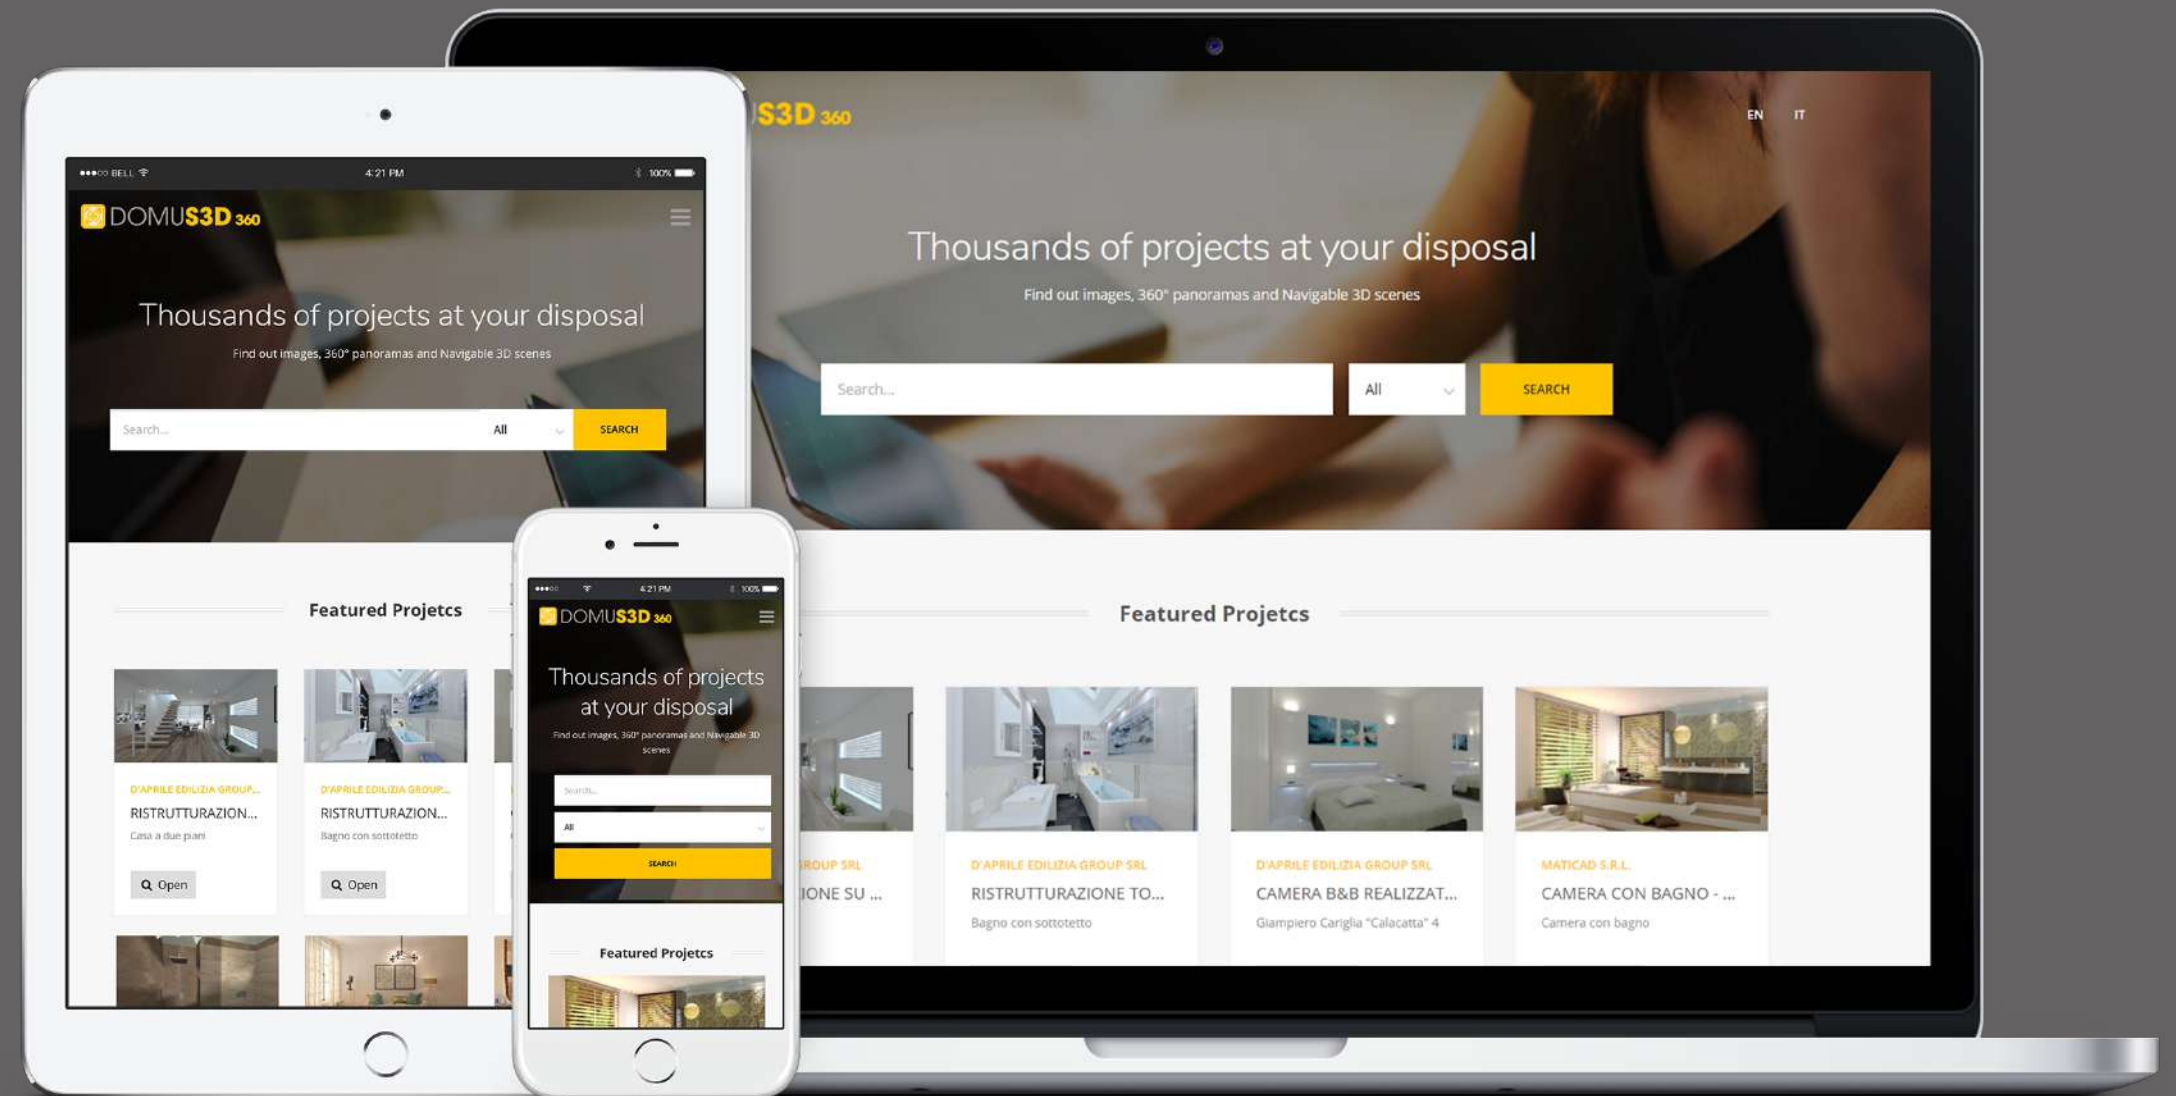 BELL 4:21 PM 100%
DOMUS3D 360
Thousands of projects at your disposal
Find out images, 360° panoramas and Navigable 3D scenes
Search...
All
SEARCH
Featured Projetcs
D'APRILE EDILIZIA GROUP...
RISTRUTTURAZION...
Casa a due piani
Open
D'APRILE EDILIZIA GROUP...
RISTRUTTURAZION...
Bagno con sottotetto
Open
4:21 PM 100%
DOMUS3D 360
Thousands of projects
at your disposal
Find out images, 360° panoramas and Navigable 3D
scenes
Search...
All
SEARCH
Featured Projetcs
S3D 360
EN IT
Thousands of projects at your disposal
Find out images, 360° panoramas and Navigable 3D scenes
Search...
All
SEARCH
Featured Projetcs
ROUP SRL
IONE SU ...
D'APRILE EDILIZIA GROUP SRL
RISTRUTTURAZIONE TO...
Bagno con sottotetto
D'APRILE EDILIZIA GROUP SRL
CAMERA B&B REALIZZAT...
Giampiero Cariglia "Calacatta" 4
MATICAD S.R.L.
CAMERA CON BAGNO - ...
Camera con bagno